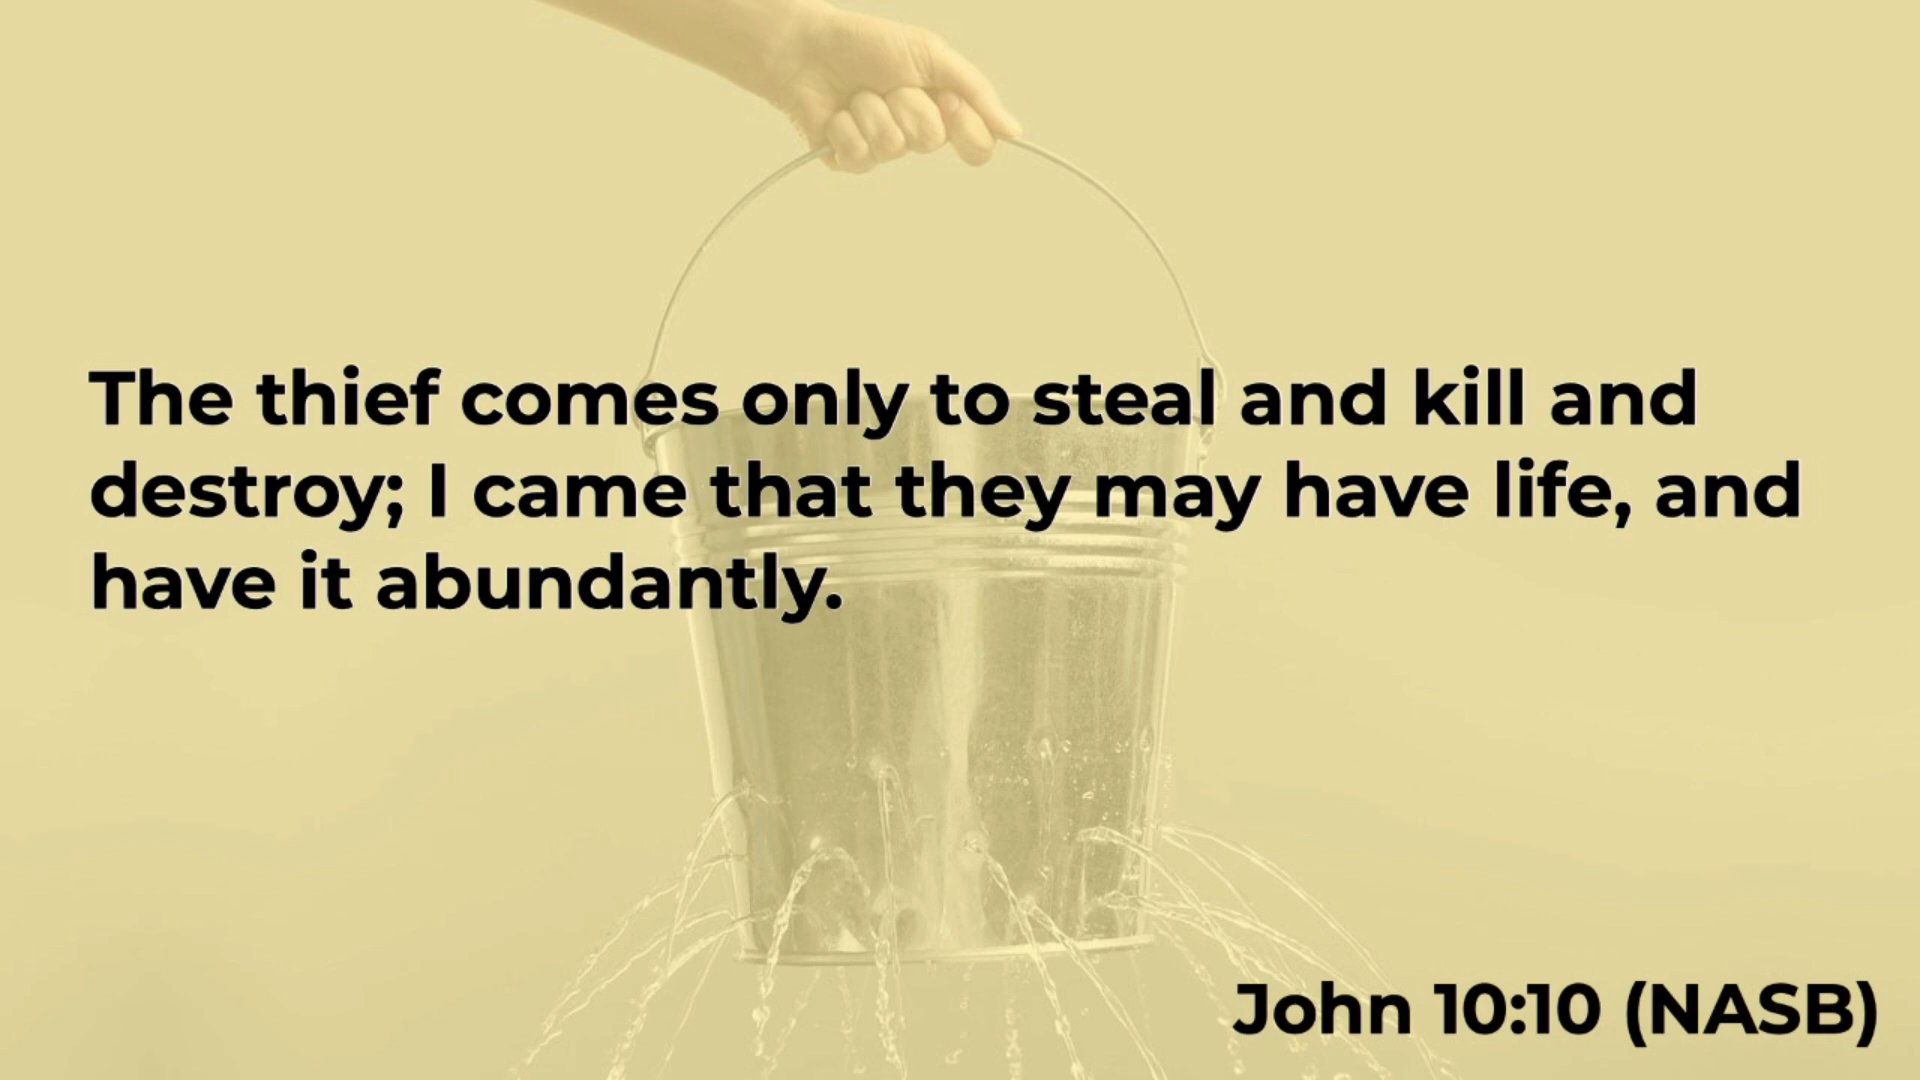 The thief comes only to steal and kill and
destroy; I came that they may have life, and
have it abundantly.
John 10:10 (NASB)